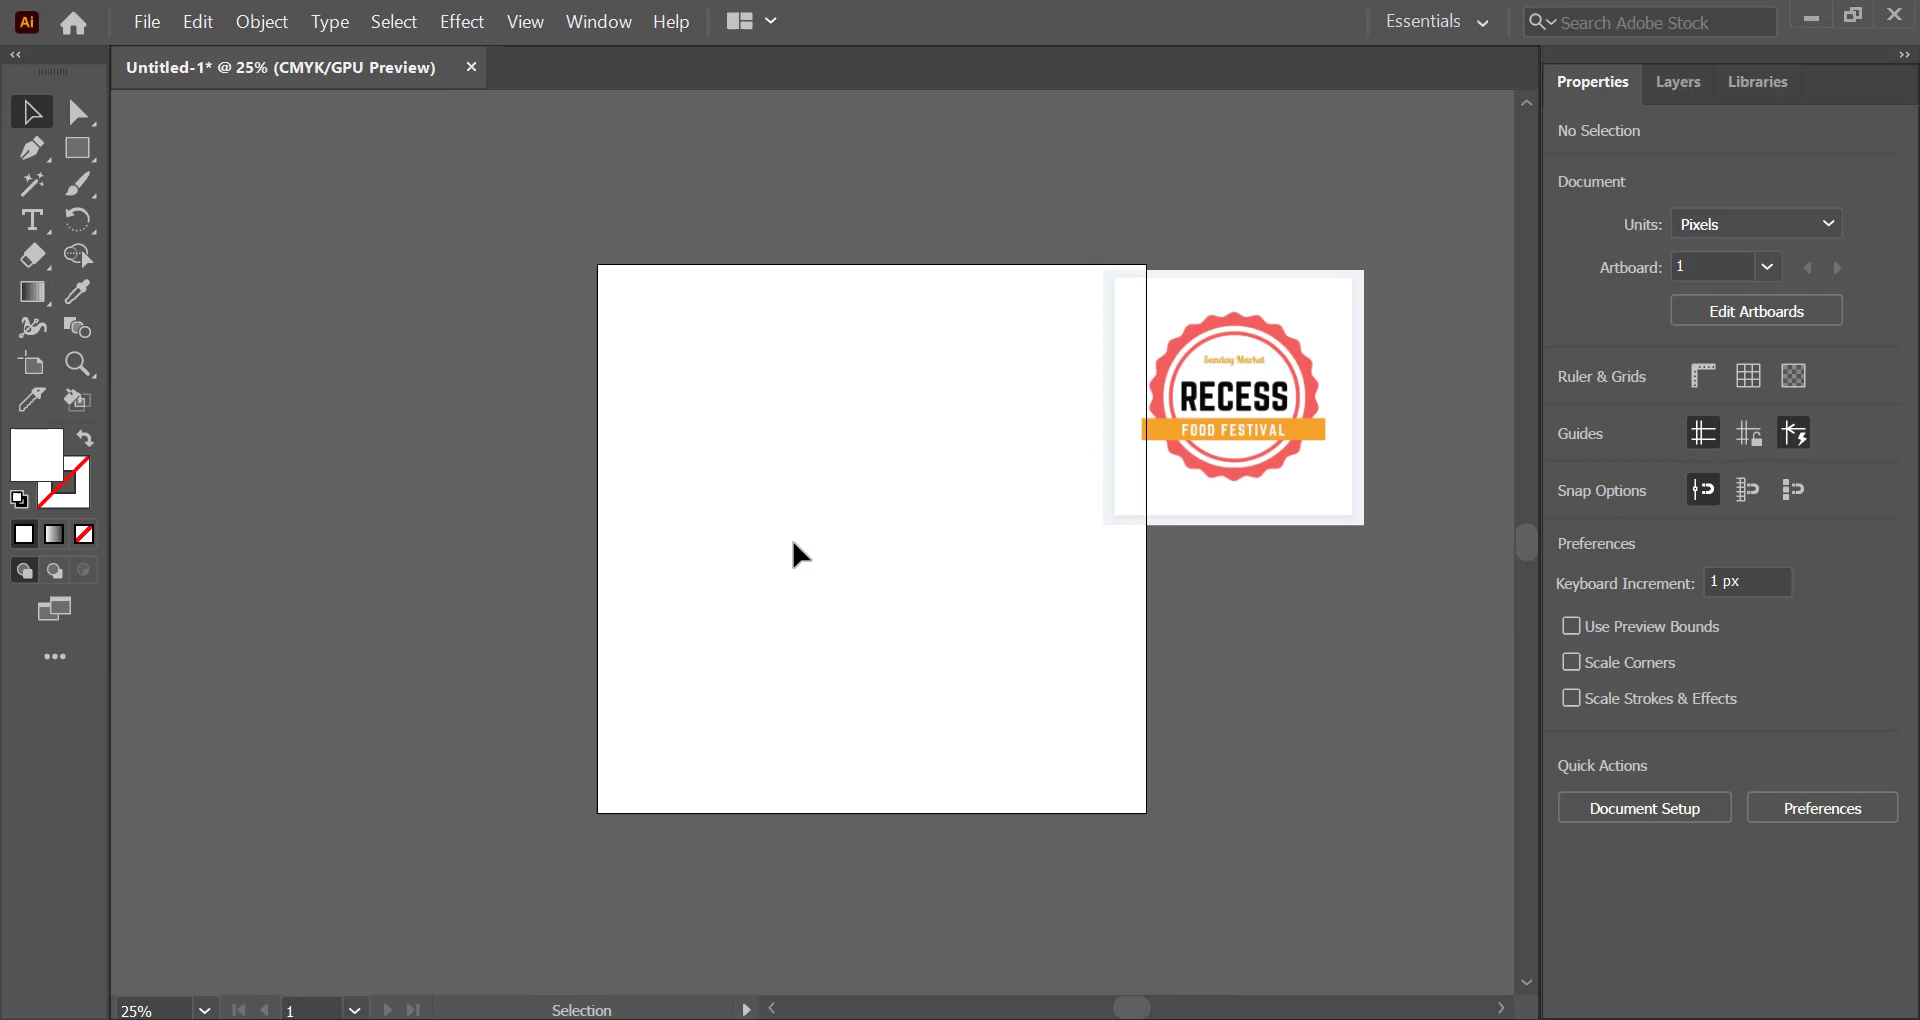 Ai File Edit Object Type Select Effect View Window Help Essentials Search Adobe Stock
Untitled-1* @ 25% (CMYK/GPU Preview)
Properties Layers Libraries
No Selection
Document
Units: Pixels
Artboard: 1
Edit Artboards
Ruler & Grids
Guides
Snap Options
Preferences
Keyboard Increment: 1 px
Use Preview Bounds
Scale Corners
Scale Strokes & Effects
Quick Actions
Document Setup Preferences
Sunday Market
RECESS
FOOD FESTIVAL
25% 1 Selection